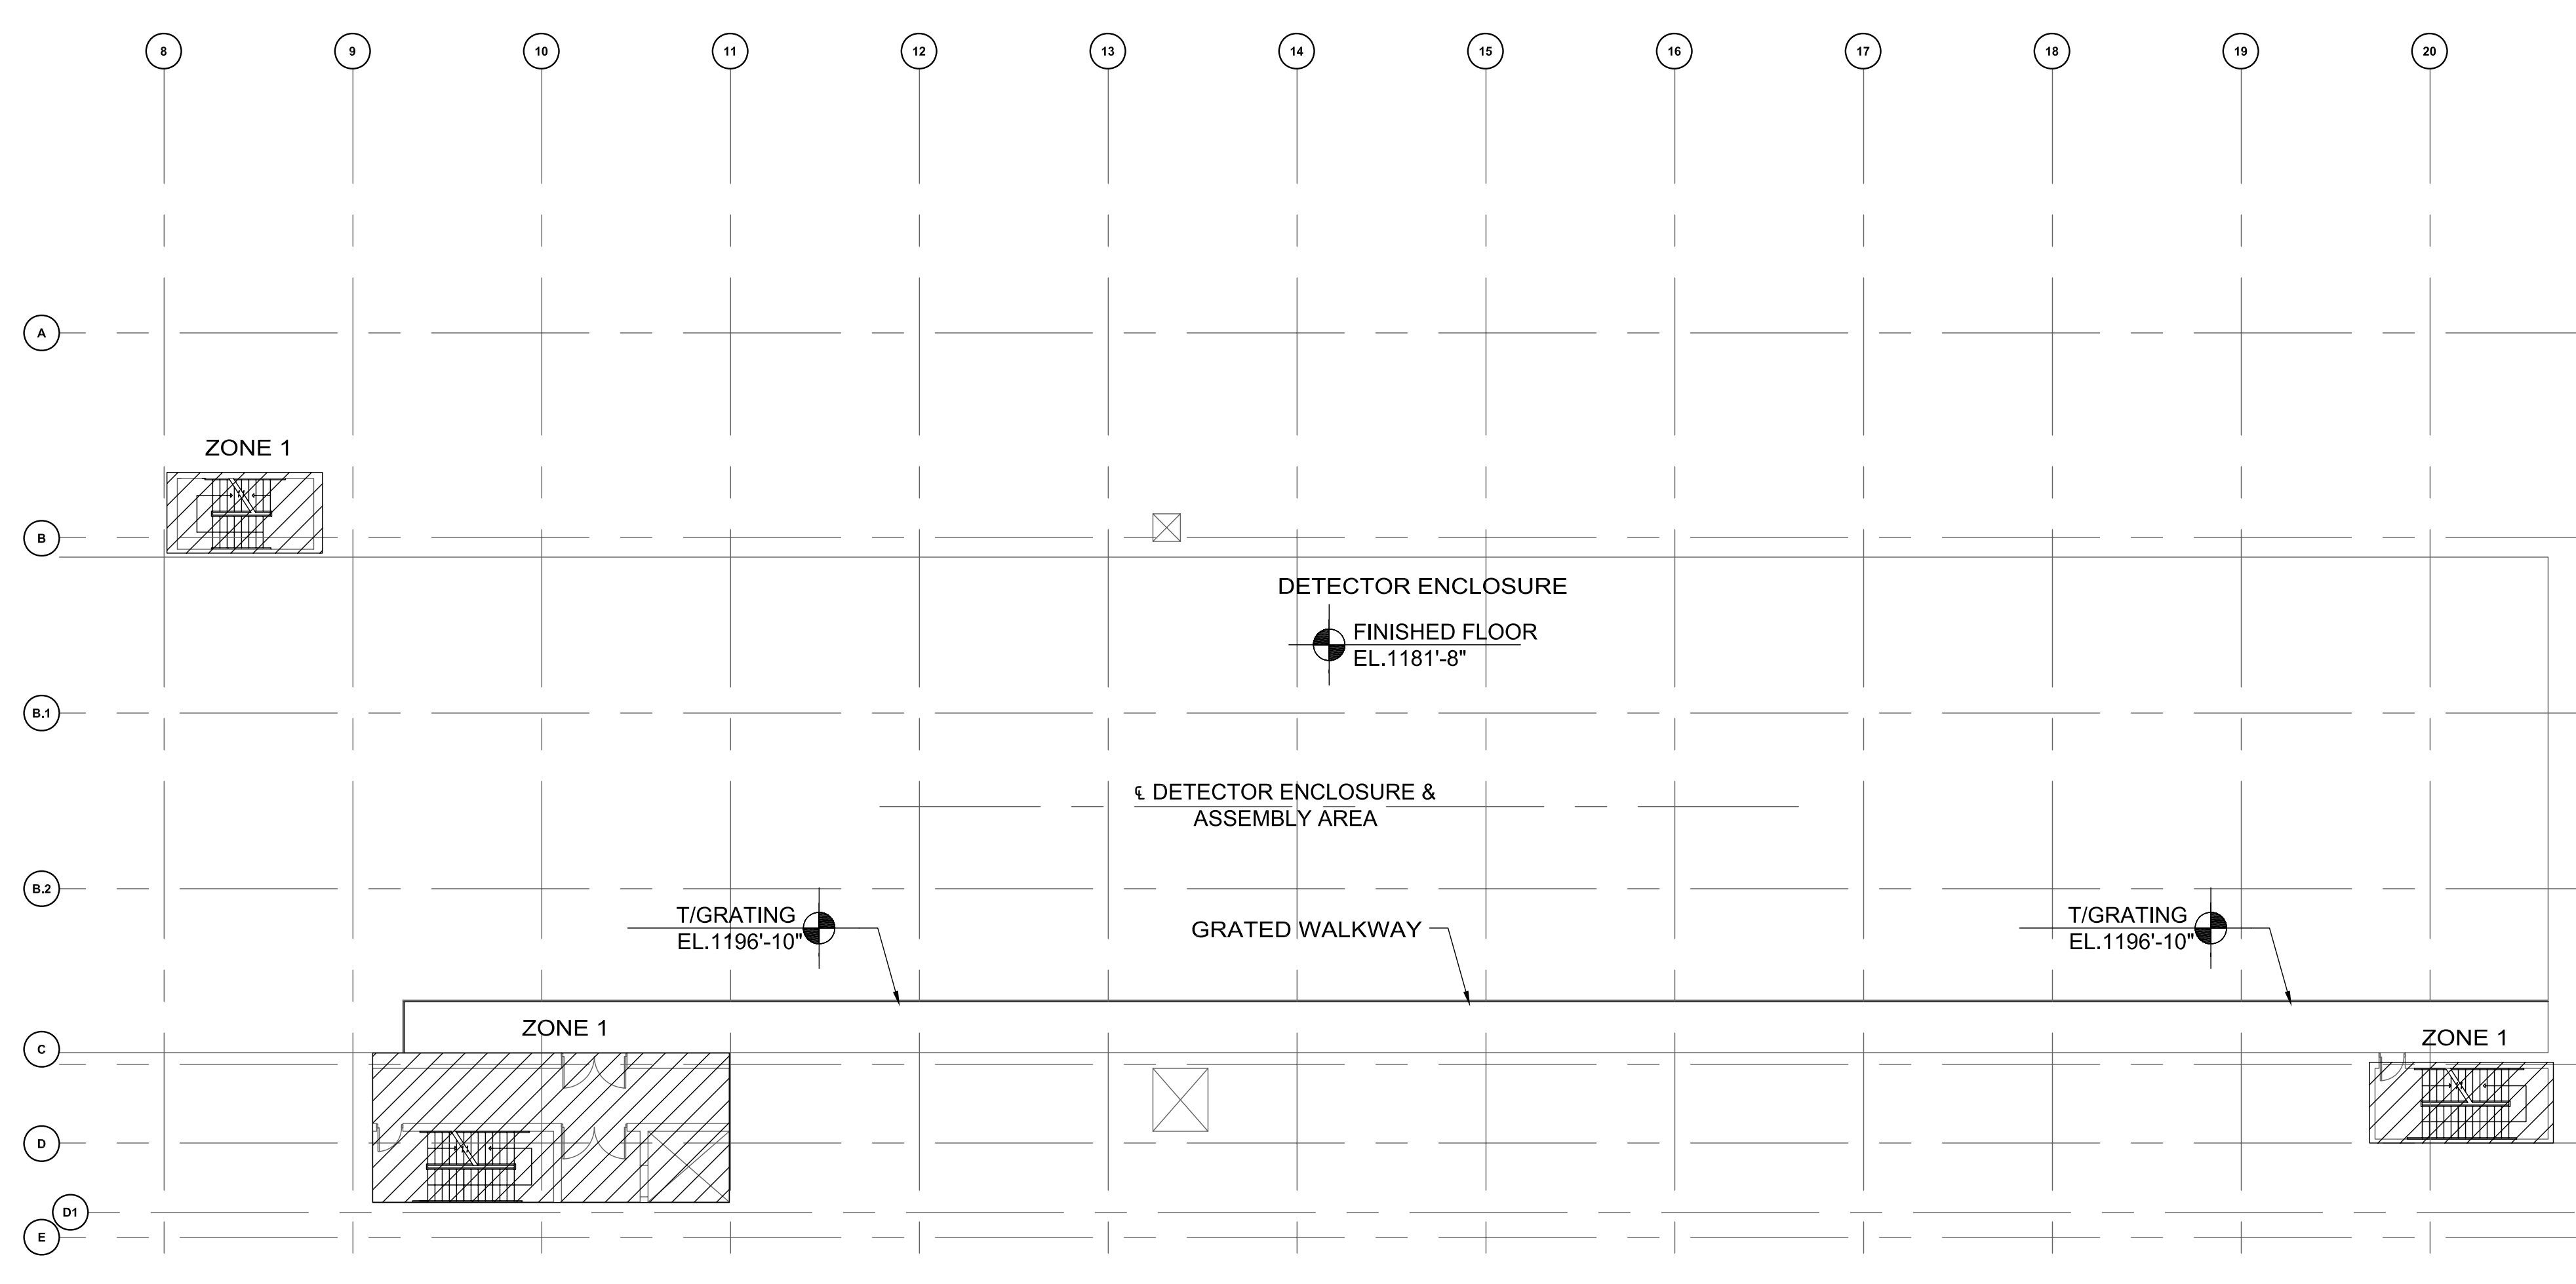 8
9
10
11
12
13
14
15
16
17
18
19
20
A
ZONE 1
B
DETECTOR ENCLOSURE
FINISHED FLOOR
EL.1181'-8"
B.1
℄ DETECTOR ENCLOSURE &
ASSEMBLY AREA
B.2
T/GRATING
EL.1196'-10"
GRATED WALKWAY
T/GRATING
EL.1196'-10"
ZONE 1
ZONE 1
C
D
D1
E